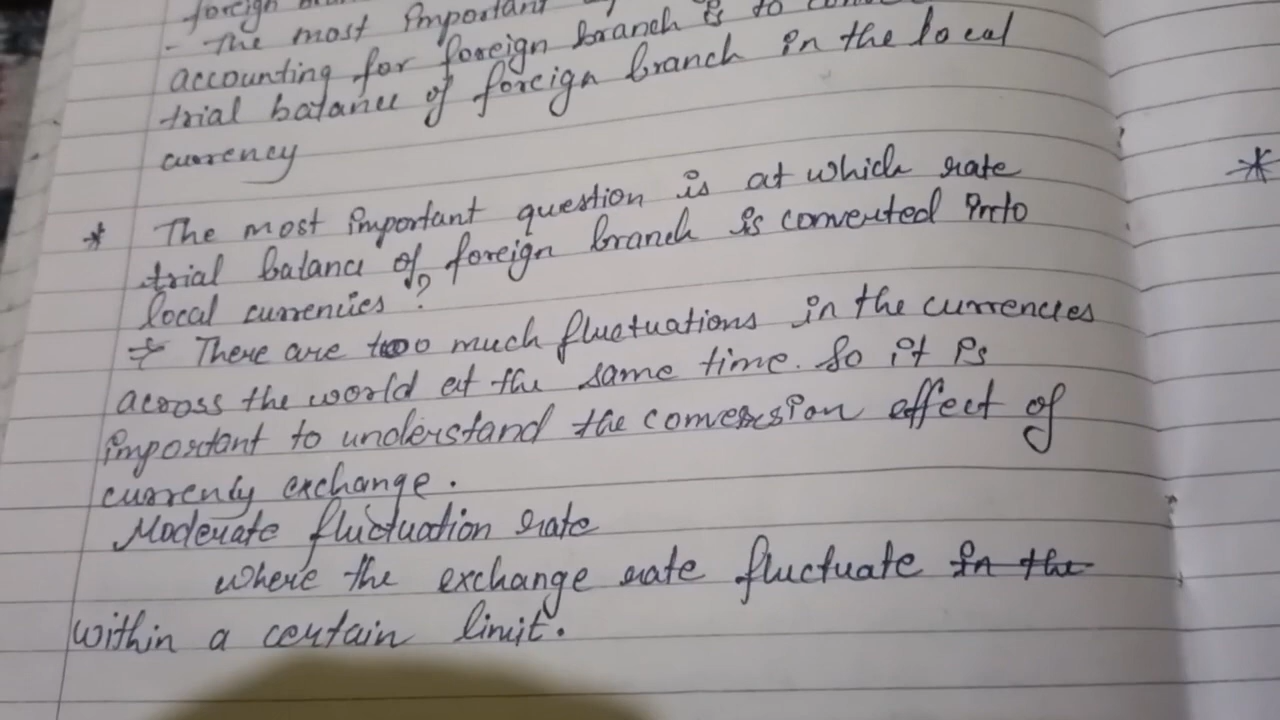 foreign
- The most important
accounting for foreign branch is to
trial balance of foreign branch in the local
currency
* The most important question is at which rate
trial balance of foreign branch is converted into
local currencies?
There are too much fluctuations in the currencies
across the world at the same time. So it is
important to understand the conversion effect of
currency exchange.
Moderate fluctuation rate
where the exchange rate fluctuate in the
within a certain limit.
*